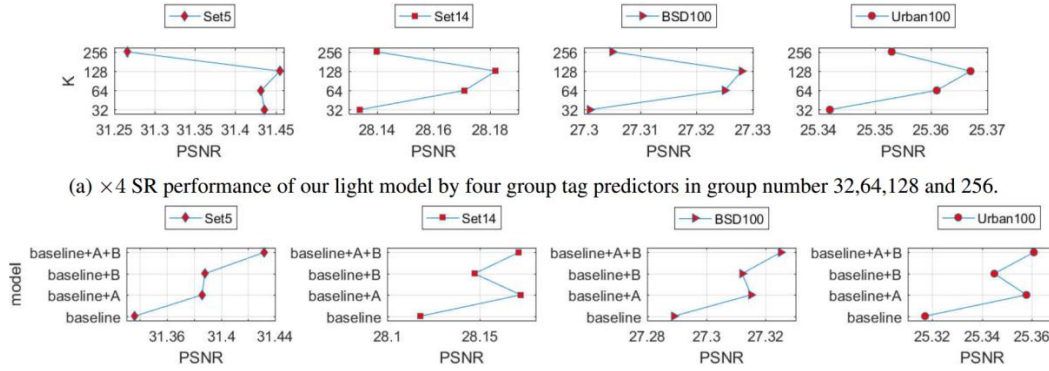 Set5
Set14
BSD100
Urban100
K
256
128
64
32
31.25 31.3 31.35 31.4 31.45
PSNR
256
128
64
32
28.14 28.16 28.18
PSNR
256
128
64
32
27.3 27.31 27.32 27.33
PSNR
256
128
64
32
25.34 25.35 25.36 25.37
PSNR
(a) ×4 SR performance of our light model by four group tag predictors in group number 32,64,128 and 256.
Set5
Set14
BSD100
Urban100
model
baseline+A+B
baseline+B
baseline+A
baseline
31.36 31.4 31.44
PSNR
baseline+A+B
baseline+B
baseline+A
baseline
28.1 28.15
PSNR
baseline+A+B
baseline+B
baseline+A
baseline
27.28 27.3 27.32
PSNR
baseline+A+B
baseline+B
baseline+A
baseline
25.32 25.34 25.36
PSNR